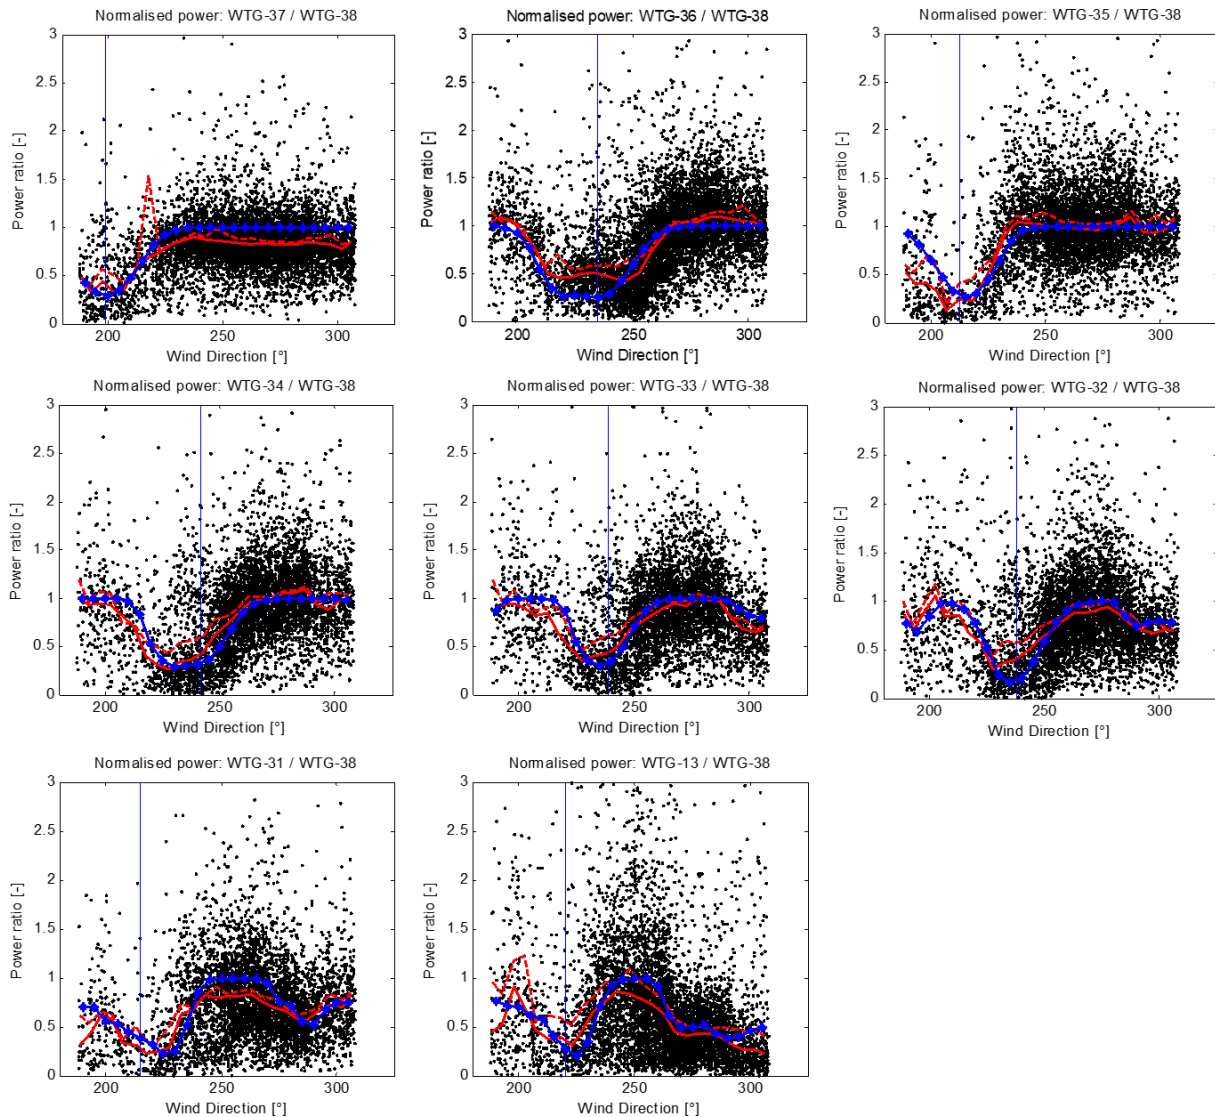 Normalised power: WTG-37 / WTG-38
3
2.5
2
1.5
1
0.5
0
Power ratio [-]
200 250 300
Wind Direction [°]
Normalised power: WTG-36 / WTG-38
3
2.5
2
1.5
1
0.5
0
Power ratio [-]
200 250 300
Wind Direction [°]
Normalised power: WTG-35 / WTG-38
3
2.5
2
1.5
1
0.5
0
Power ratio [-]
200 250 300
Wind Direction [°]
Normalised power: WTG-34 / WTG-38
3
2.5
2
1.5
1
0.5
0
Power ratio [-]
200 250 300
Wind Direction [°]
Normalised power: WTG-33 / WTG-38
3
2.5
2
1.5
1
0.5
0
Power ratio [-]
200 250 300
Wind Direction [°]
Normalised power: WTG-32 / WTG-38
3
2.5
2
1.5
1
0.5
0
Power ratio [-]
200 250 300
Wind Direction [°]
Normalised power: WTG-31 / WTG-38
3
2.5
2
1.5
1
0.5
0
Power ratio [-]
200 250 300
Wind Direction [°]
Normalised power: WTG-13 / WTG-38
3
2.5
2
1.5
1
0.5
0
Power ratio [-]
200 250 300
Wind Direction [°]